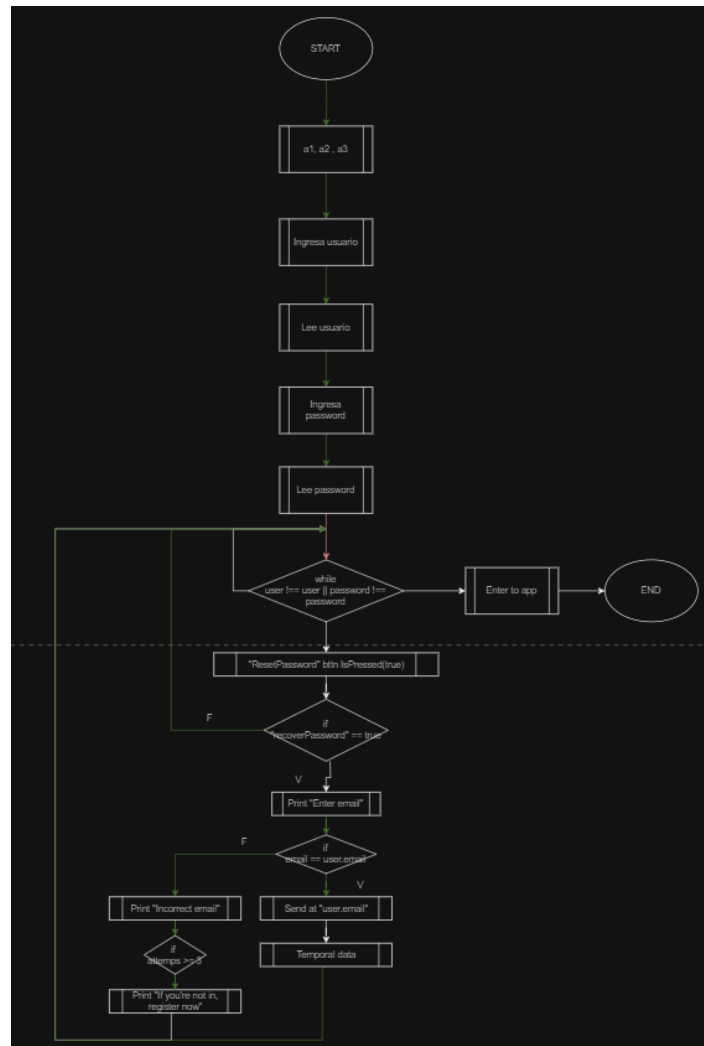 START
a1, a2 , a3
Ingresa usuario
Lee usuario
Ingresa
password
Lee password
while
user !== user || password !==
password
Enter to app
END
"ResetPassword" bttn IsPressed(true)
F
if
"recoverPassword" == true
V
Print "Enter email"
F
if
email == user.email
V
Print "Incorrect email"
Send at "user.email"
if
attemps >= 3
Temporal data
Print "If you're not in,
register now"